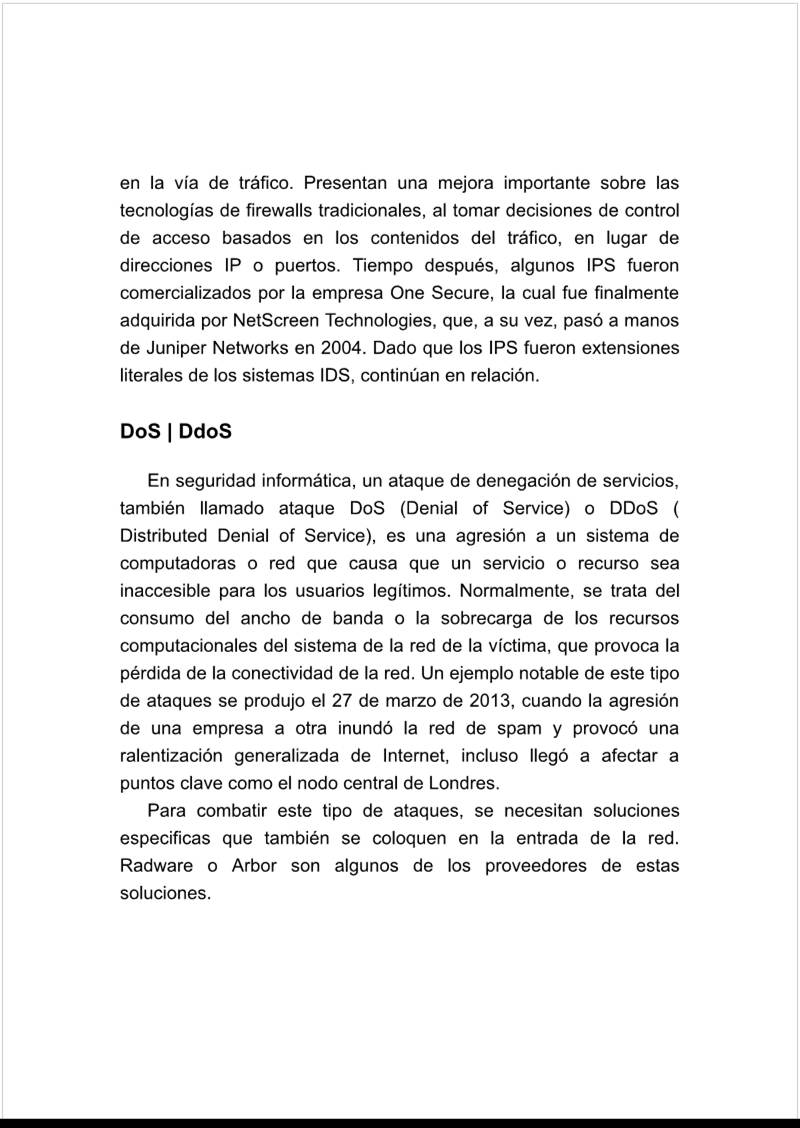 en la vía de tráfico. Presentan una mejora importante sobre las
tecnologías de firewalls tradicionales, al tomar decisiones de control
de acceso basados en los contenidos del tráfico, en lugar de
direcciones IP o puertos. Tiempo después, algunos IPS fueron
comercializados por la empresa One Secure, la cual fue finalmente
adquirida por NetScreen Technologies, que, a su vez, pasó a manos
de Juniper Networks en 2004. Dado que los IPS fueron extensiones
literales de los sistemas IDS, continúan en relación.
DoS | DdoS
En seguridad informática, un ataque de denegación de servicios,
también llamado ataque DoS (Denial of Service) o DDoS (
Distributed Denial of Service), es una agresión a un sistema de
computadoras o red que causa que un servicio o recurso sea
inaccesible para los usuarios legítimos. Normalmente, se trata del
consumo del ancho de banda o la sobrecarga de los recursos
computacionales del sistema de la red de la víctima, que provoca la
pérdida de la conectividad de la red. Un ejemplo notable de este tipo
de ataques se produjo el 27 de marzo de 2013, cuando la agresión
de una empresa a otra inundó la red de spam y provocó una
ralentización generalizada de Internet, incluso llegó a afectar a
puntos clave como el nodo central de Londres.
Para combatir este tipo de ataques, se necesitan soluciones
especificas que también se coloquen en la entrada de la red.
Radware o Arbor son algunos de los proveedores de estas
soluciones.